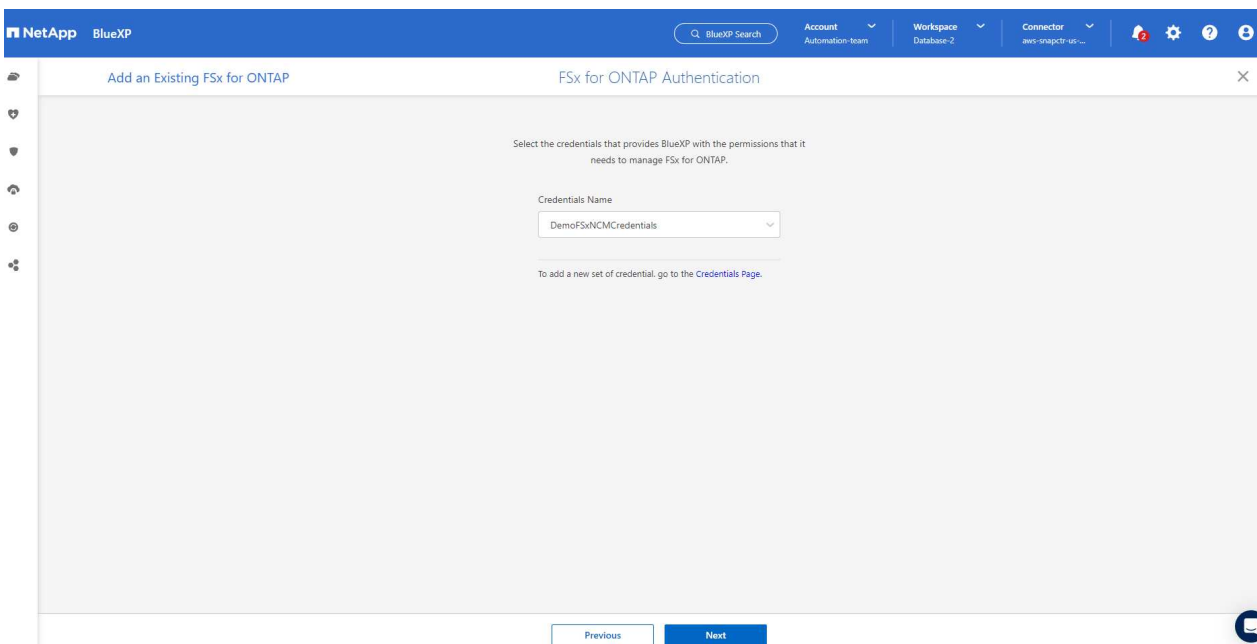 NetApp BlueXP
BlueXP Search
Account
Automation-team
Workspace
Database-2
Connector
aws-snapctr-us-...
2
Add an Existing FSx for ONTAP
FSx for ONTAP Authentication
Select the credentials that provides BlueXP with the permissions that it
needs to manage FSx for ONTAP.
Credentials Name
DemoFSxNCMCredentials
To add a new set of credential. go to the Credentials Page.
Previous
Next